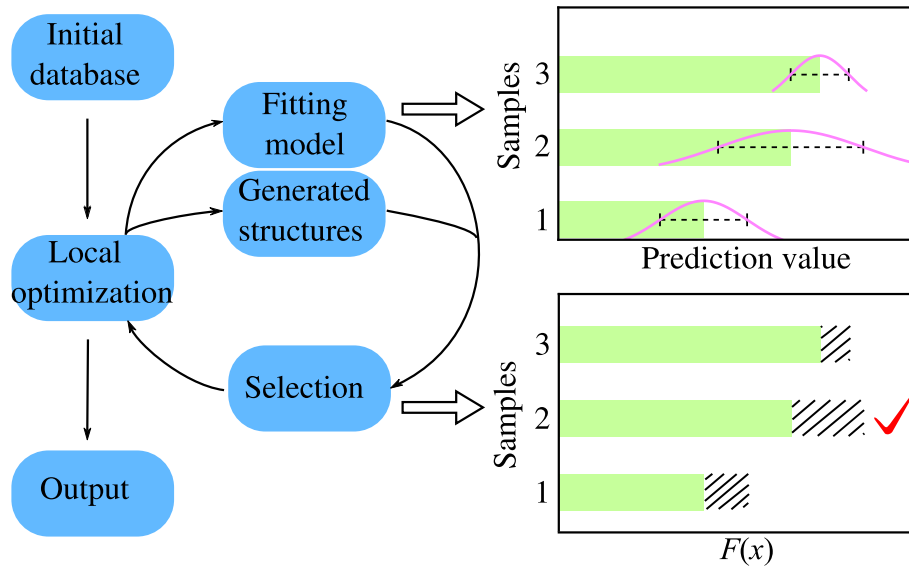 Initial
database
Fitting
model
Generated
structures
Local
optimization
Selection
Output
Samples
3
2
1
Prediction value
Samples
3
2
1
F(x)